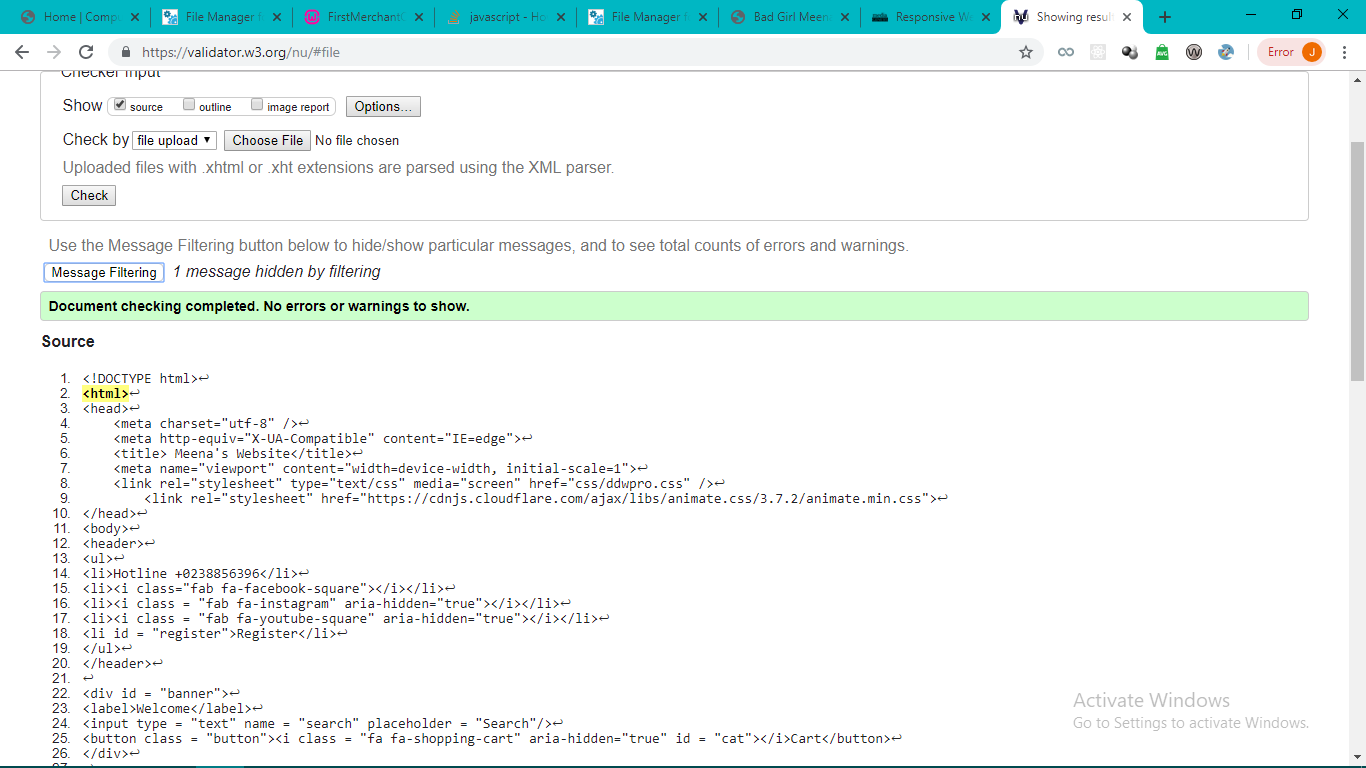 Home | Compu
File Manager f
FirstMerchant
javascript - Ho
File Manager f
Bad Girl Meen
Responsive W
Showing resul
https://validator.w3.org/nu/#file
Error J
Checker Input
Show source outline image report Options...
Check by file upload Choose File No file chosen
Uploaded files with .xhtml or .xht extensions are parsed using the XML parser.
Check
Use the Message Filtering button below to hide/show particular messages, and to see total counts of errors and warnings.
Message Filtering 1 message hidden by filtering
Document checking completed. No errors or warnings to show.
Source
1. <!DOCTYPE html>↩
2. <html>↩
3. <head>↩
4. <meta charset="utf-8" />↩
5. <meta http-equiv="X-UA-Compatible" content="IE=edge">↩
6. <title> Meena's Website</title>↩
7. <meta name="viewport" content="width=device-width, initial-scale=1">↩
8. <link rel="stylesheet" type="text/css" media="screen" href="css/ddwpro.css" />↩
9. <link rel="stylesheet" href="https://cdnjs.cloudflare.com/ajax/libs/animate.css/3.7.2/animate.min.css">↩
10. </head>↩
11. <body>↩
12. <header>↩
13. <ul>↩
14. <li>Hotline +0238856396</li>↩
15. <li><i class="fab fa-facebook-square"></i></li>↩
16. <li><i class = "fab fa-instagram" aria-hidden="true"></i></li>↩
17. <li><i class = "fab fa-youtube-square" aria-hidden="true"></i></li>↩
18. <li id = "register">Register</li>↩
19. </ul>↩
20. </header>↩
21. ↩
22. <div id = "banner">↩
23. <label>Welcome</label>↩
24. <input type = "text" name = "search" placeholder = "Search"/>↩
25. <button class = "button"><i class = "fa fa-shopping-cart" aria-hidden="true" id = "cat"></i>Cart</button>↩
26. </div>↩
Activate Windows
Go to Settings to activate Windows.